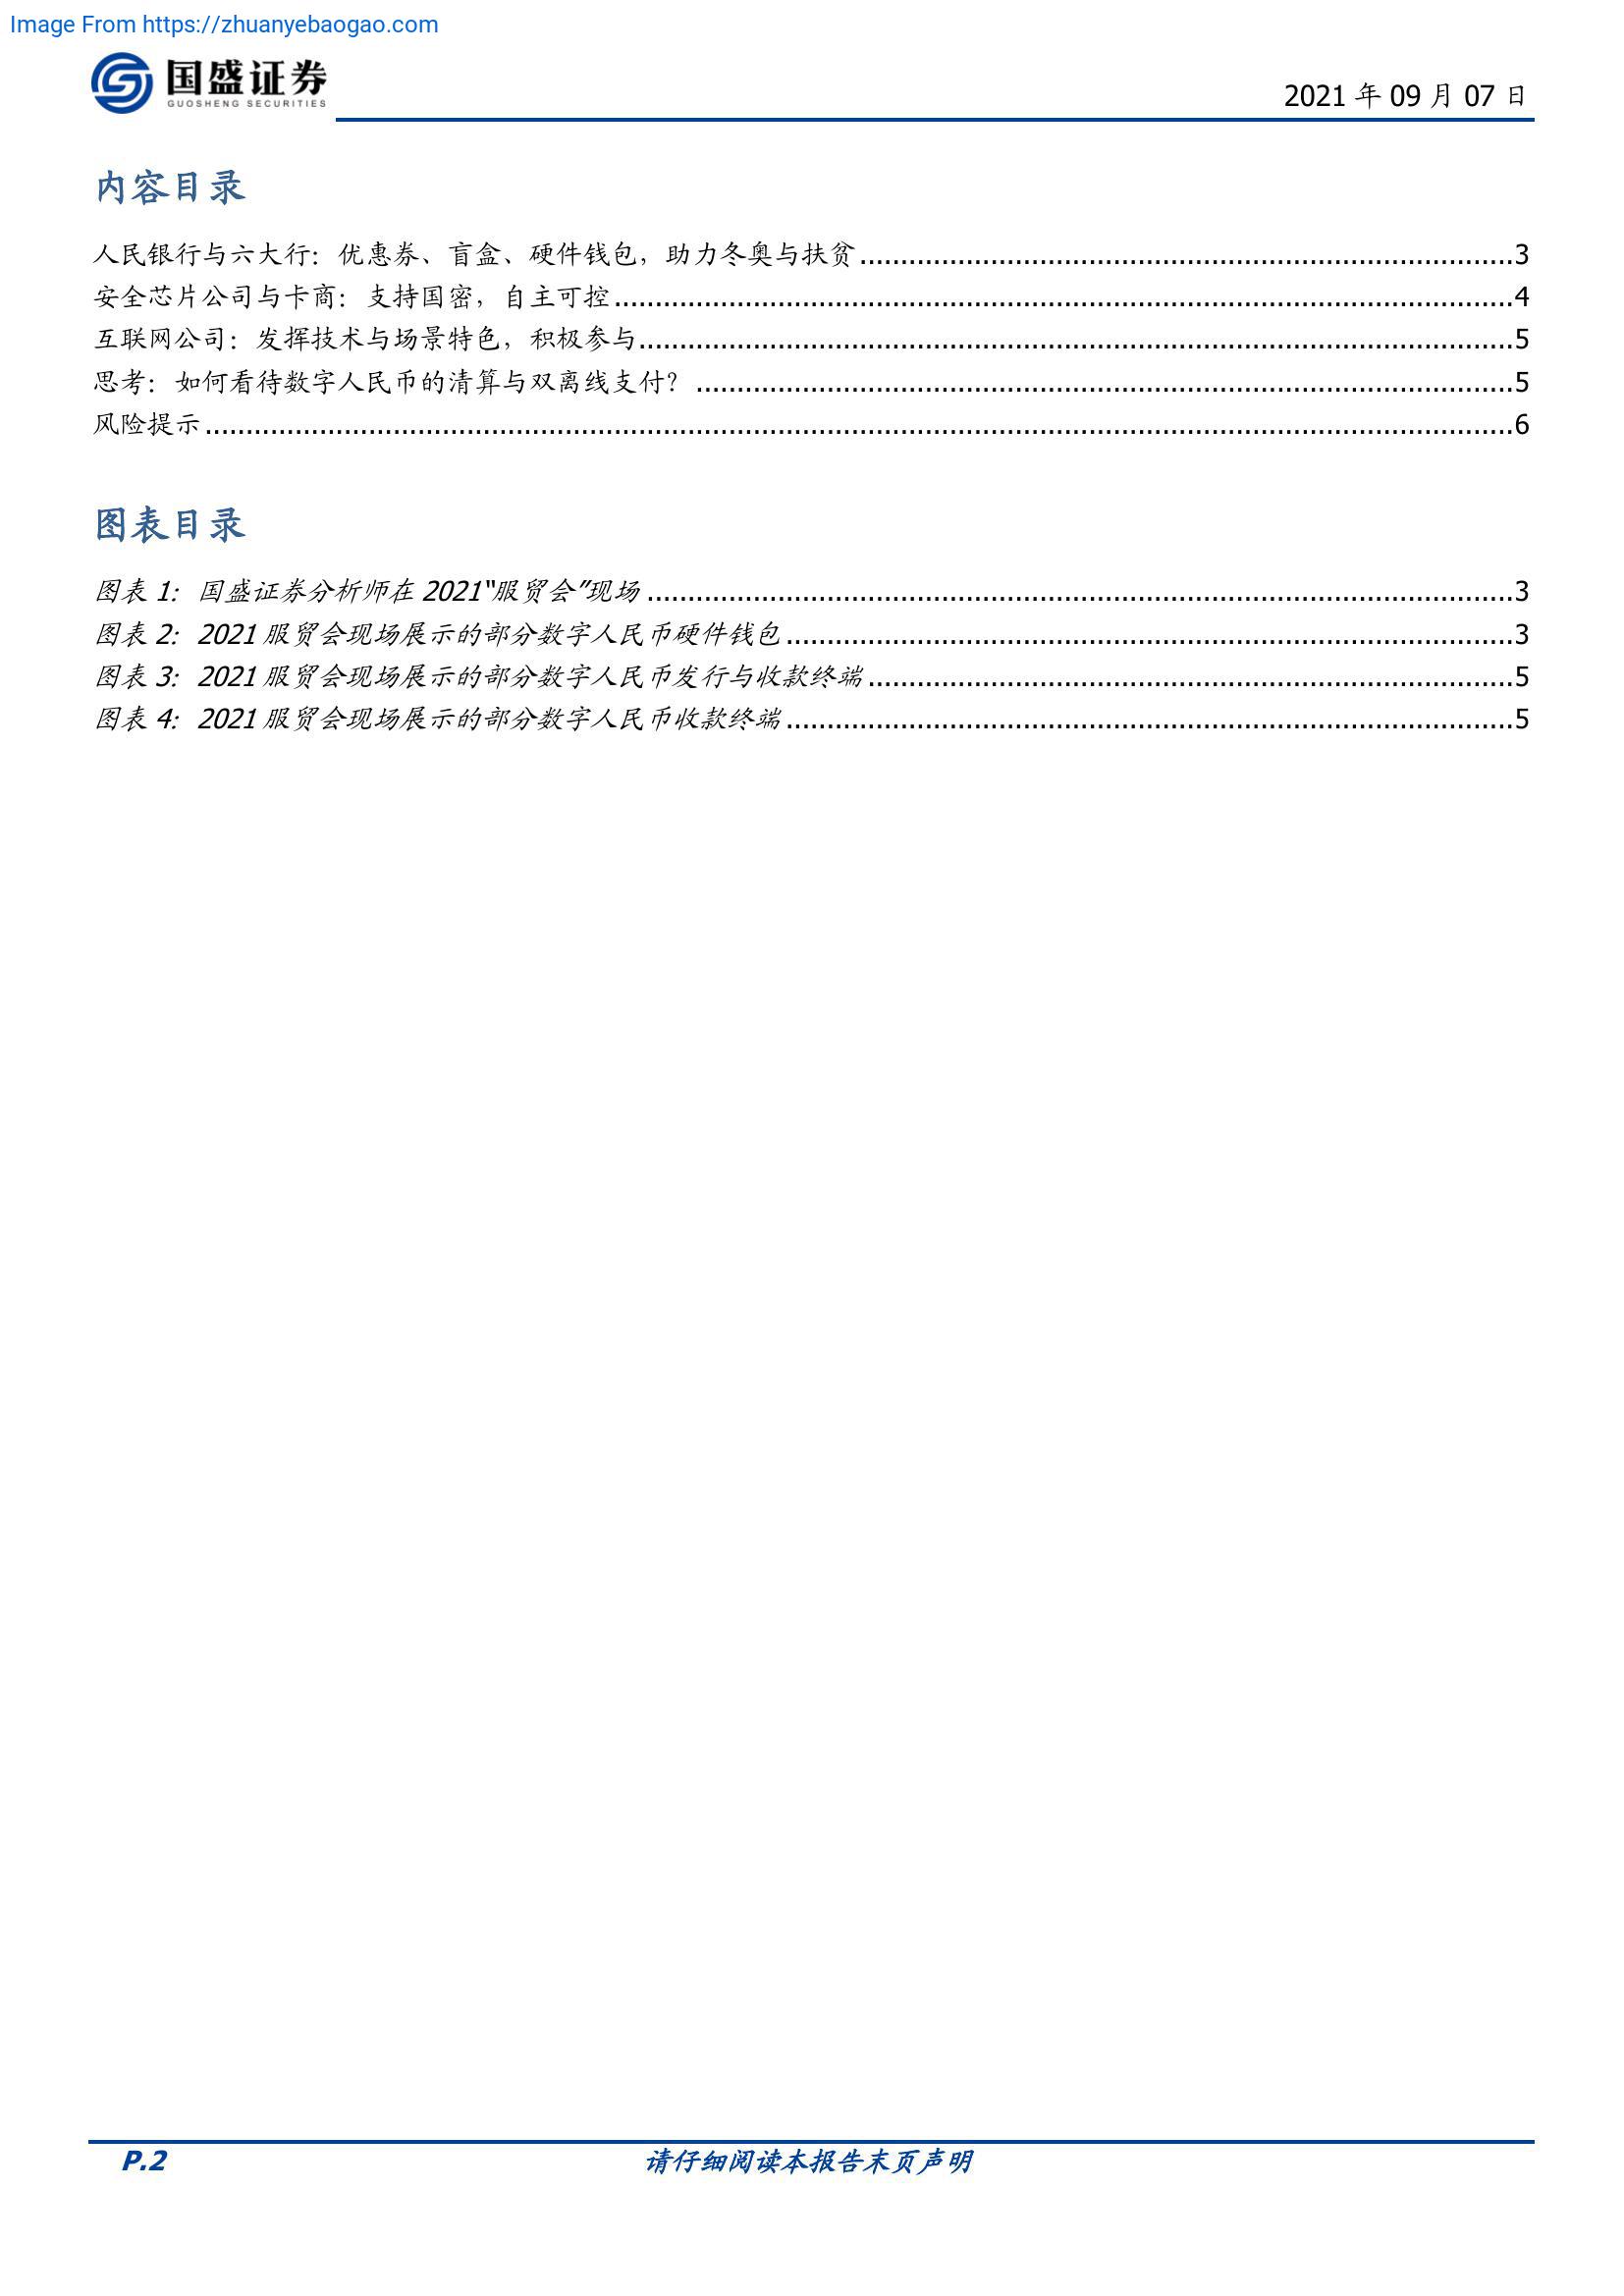 Image From https://zhuanyebaogao.com
国盛证券
GUOSHENG SECURITIES
2021 年 09 月 07 日
内容目录
人民银行与六大行：优惠券、盲盒、硬件钱包，助力冬奥与扶贫................................................................................3
安全芯片公司与卡商：支持国密，自主可控..............................................................................................................4
互联网公司：发挥技术与场景特色，积极参与...........................................................................................................5
思考：如何看待数字人民币的清算与双离线支付？....................................................................................................5
风险提示................................................................................................................................................................6
图表目录
图表 1：国盛证券分析师在 2021“服贸会”现场..........................................................................................................3
图表 2：2021 服贸会现场展示的部分数字人民币硬件钱包.........................................................................................3
图表 3：2021 服贸会现场展示的部分数字人民币发行与收款终端...............................................................................5
图表 4：2021 服贸会现场展示的部分数字人民币收款终端.........................................................................................5
P.2
请仔细阅读本报告末页声明